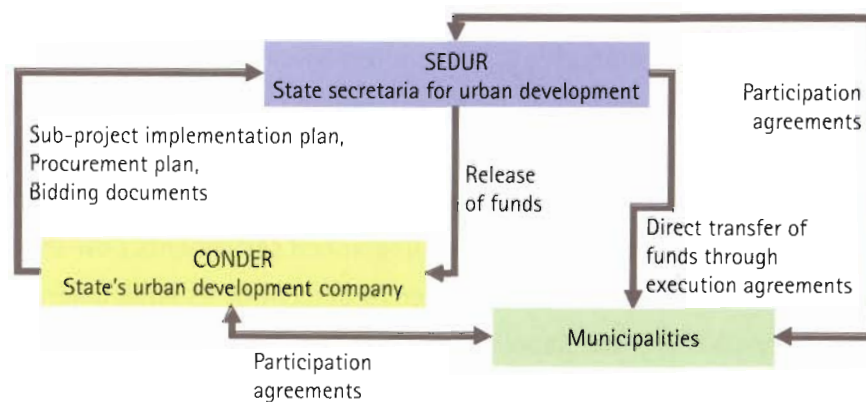 SEDUR
State secretaria for urban development
Participation
agreements
Sub-project implementation plan,
Procurement plan,
Bidding documents
Release
of funds
Direct transfer of
funds through
execution agreements
CONDER
State's urban development company
Municipalities
Participation
agreements